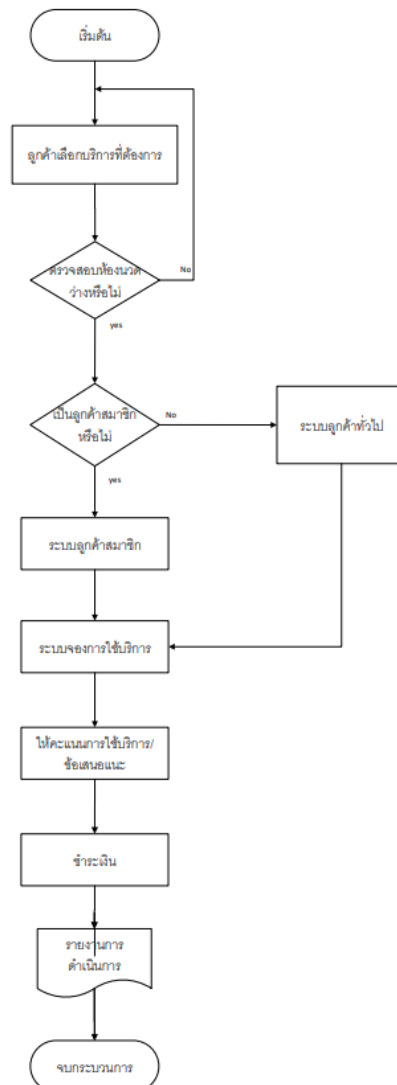 เริ่มต้น
ลูกค้าเลือกบริการที่ต้องการ
ตรวจสอบห้องนวด
ว่างหรือไม่
No
yes
เป็นลูกค้าสมาชิก
หรือไม่
No
ระบบลูกค้าทั่วไป
yes
ระบบลูกค้าสมาชิก
ระบบจองการใช้บริการ
ให้คะแนนการใช้บริการ/
ข้อเสนอแนะ
ชำระเงิน
รายงานการ
ดำเนินการ
จบกระบวนการ